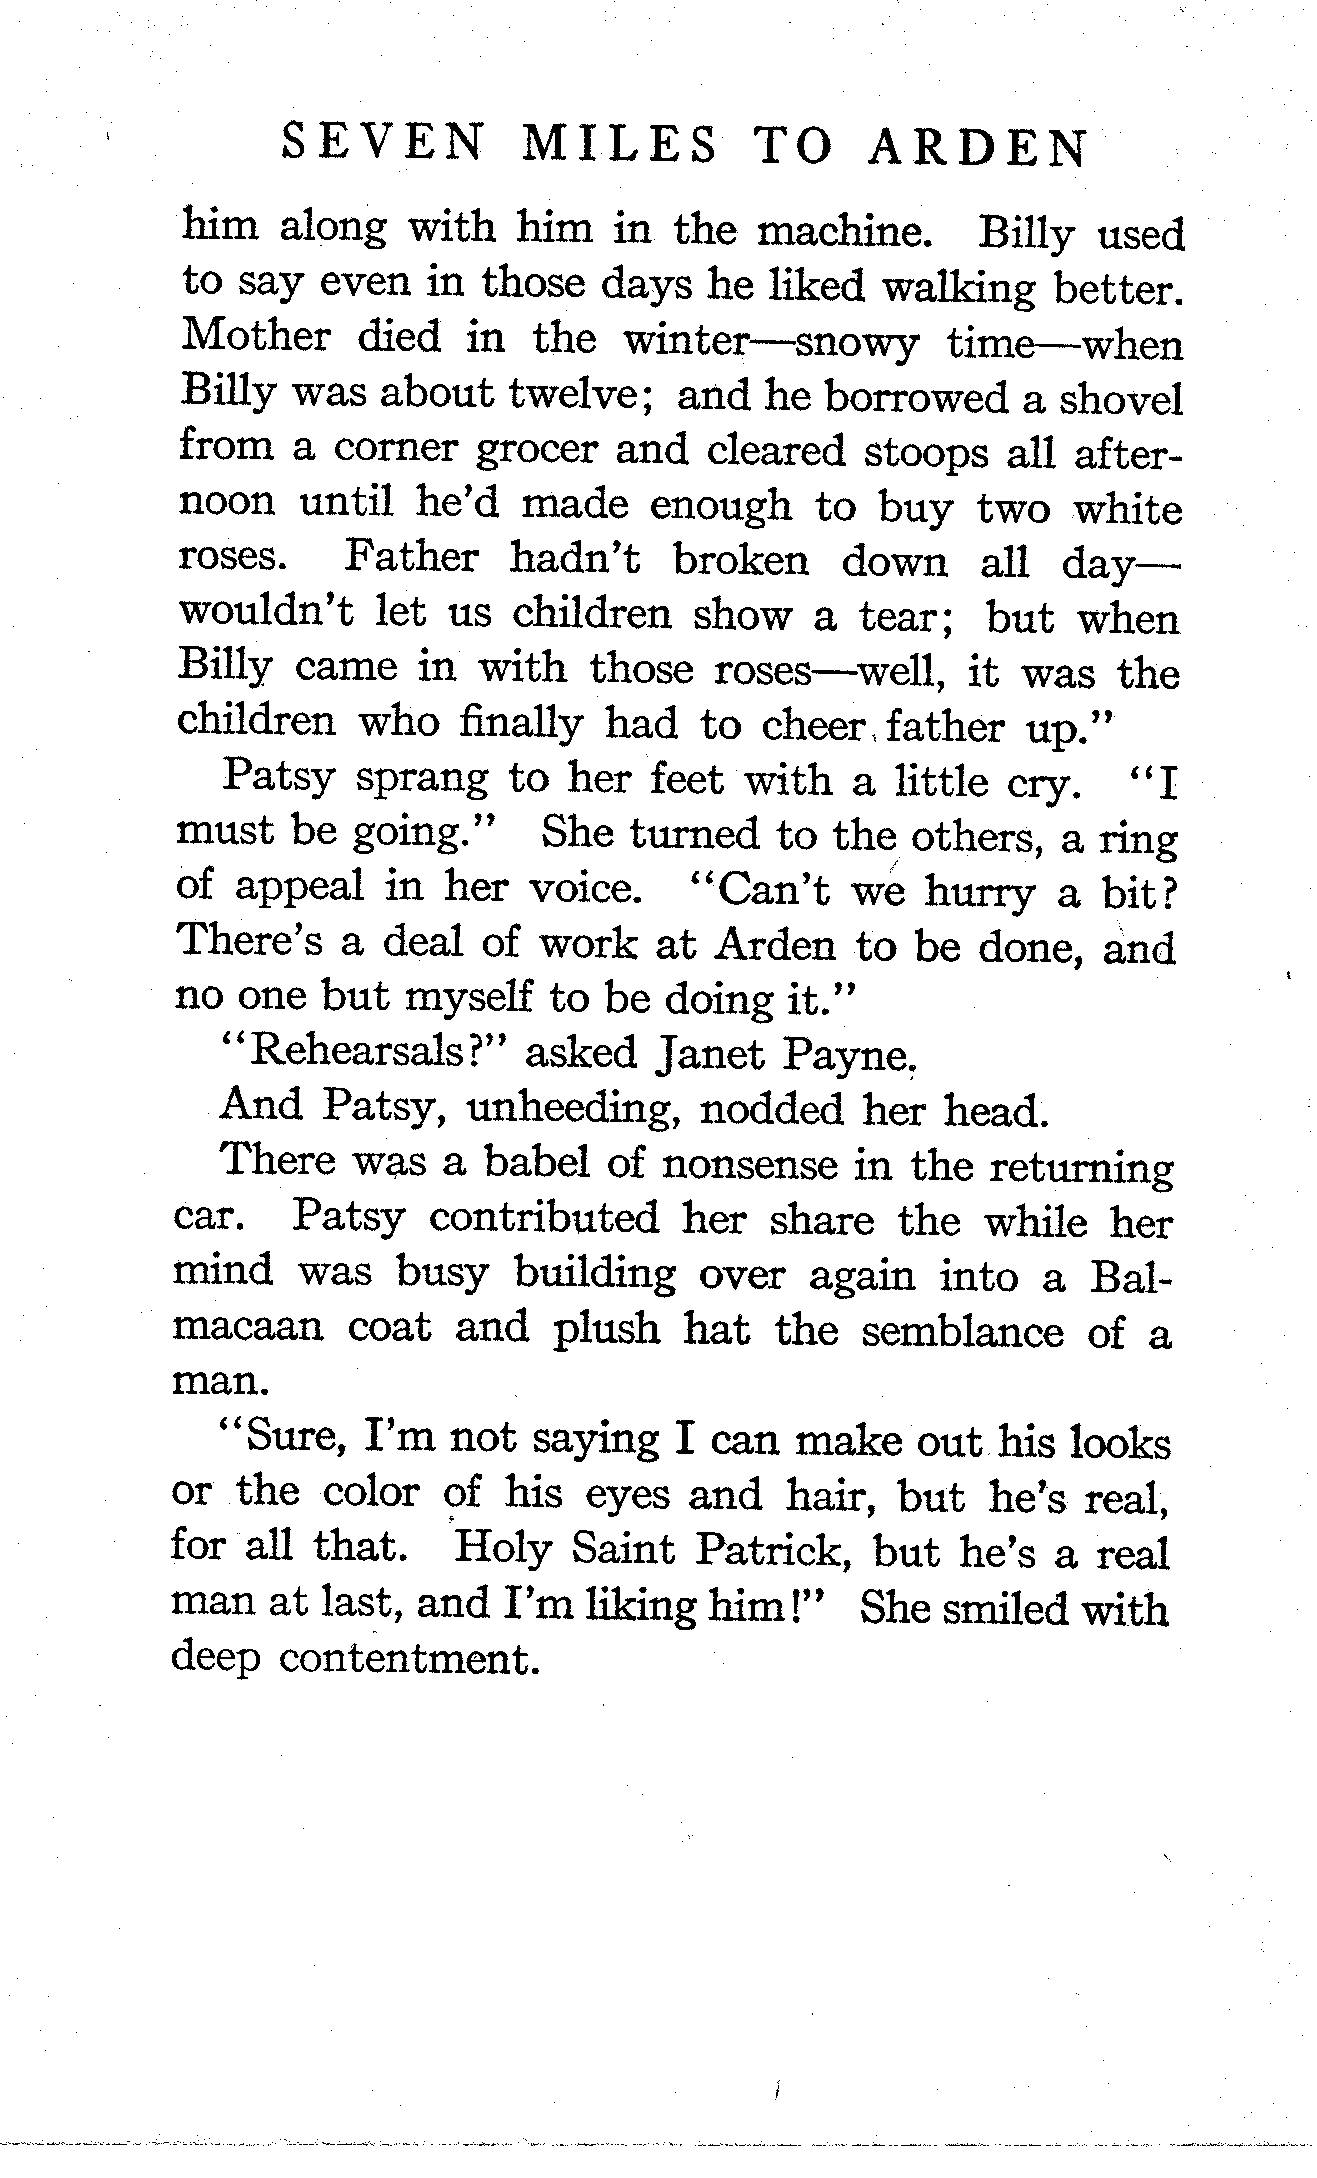 SEVEN MILES TO ARDEN
him along with him in the machine. Billy used
to say even in those days he liked walking better.
Mother died in the winter—snowy time—when
Billy was about twelve; and he borrowed a shovel
from a corner grocer and cleared stoops all after-
noon until he'd made enough to buy two white
roses. Father hadn't broken down all day—
wouldn't let us children show a tear; but when
Billy came in with those roses—well, it was the
children who finally had to cheer father up."
Patsy sprang to her feet with a little cry. "I
must be going." She turned to the others, a ring
of appeal in her voice. "Can't we hurry a bit?
There's a deal of work at Arden to be done, and
no one but myself to be doing it."
"Rehearsals?" asked Janet Payne.
And Patsy, unheeding, nodded her head.
There was a babel of nonsense in the returning
car. Patsy contributed her share the while her
mind was busy building over again into a Bal-
macaan coat and plush hat the semblance of a
man.
"Sure, I'm not saying I can make out his looks
or the color of his eyes and hair, but he's real,
for all that. Holy Saint Patrick, but he's a real
man at last, and I'm liking him!" She smiled with
deep contentment.